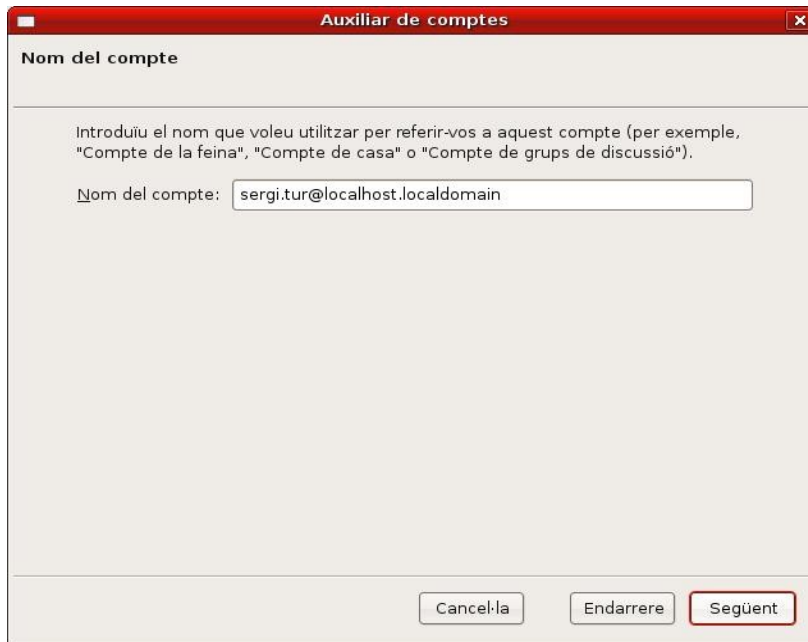 Auxiliar de comptes
Nom del compte
Introduïu el nom que voleu utilitzar per referir-vos a aquest compte (per exemple,
"Compte de la feina", "Compte de casa" o "Compte de grups de discussió").
Nom del compte: sergi.tur@localhost.localdomain
Cancel·la Endarrere Següent